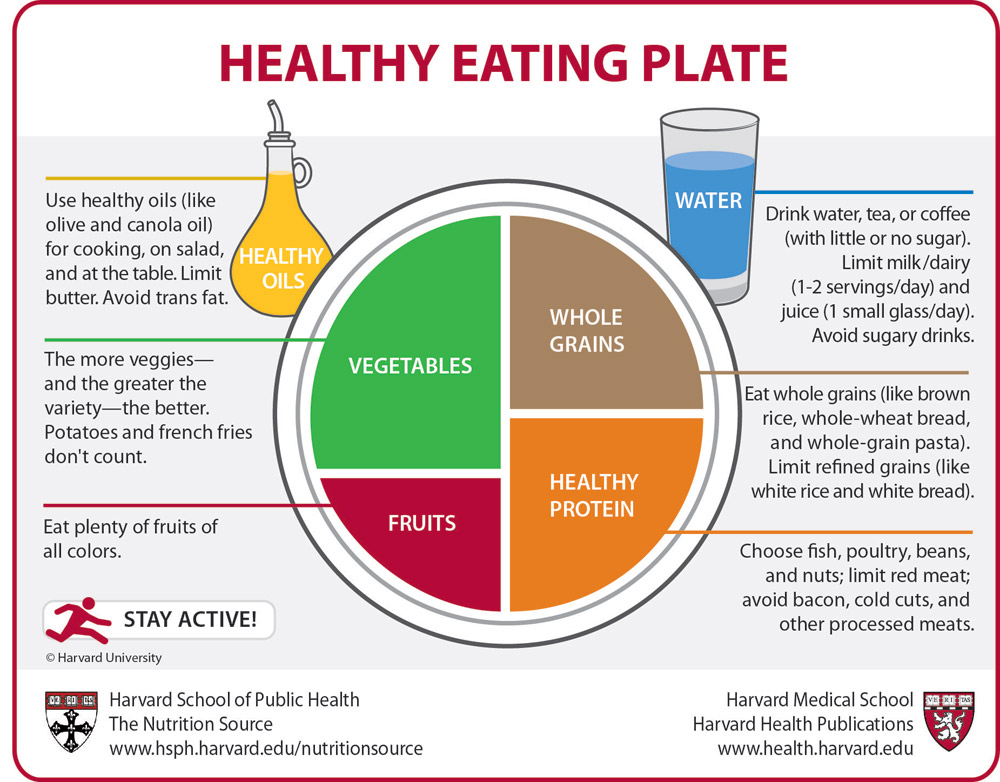 HEALTHY EATING PLATE
Use healthy oils (like
olive and canola oil)
for cooking, on salad,
and at the table. Limit
butter. Avoid trans fat.
HEALTHY
OILS
The more veggies—
and the greater the
variety—the better.
Potatoes and french fries
don't count.
Eat plenty of fruits of
all colors.
VEGETABLES
FRUITS
WHOLE
GRAINS
HEALTHY
PROTEIN
WATER
Drink water, tea, or coffee
(with little or no sugar).
Limit milk/dairy
(1-2 servings/day) and
juice (1 small glass/day).
Avoid sugary drinks.
Eat whole grains (like brown
rice, whole-wheat bread,
and whole-grain pasta).
Limit refined grains (like
white rice and white bread).
Choose fish, poultry, beans,
and nuts; limit red meat;
avoid bacon, cold cuts, and
other processed meats.
STAY ACTIVE!
© Harvard University
VE RI TAS
Harvard School of Public Health
The Nutrition Source
www.hsph.harvard.edu/nutritionsource
Harvard Medical School
Harvard Health Publications
www.health.harvard.edu
VE RI TAS